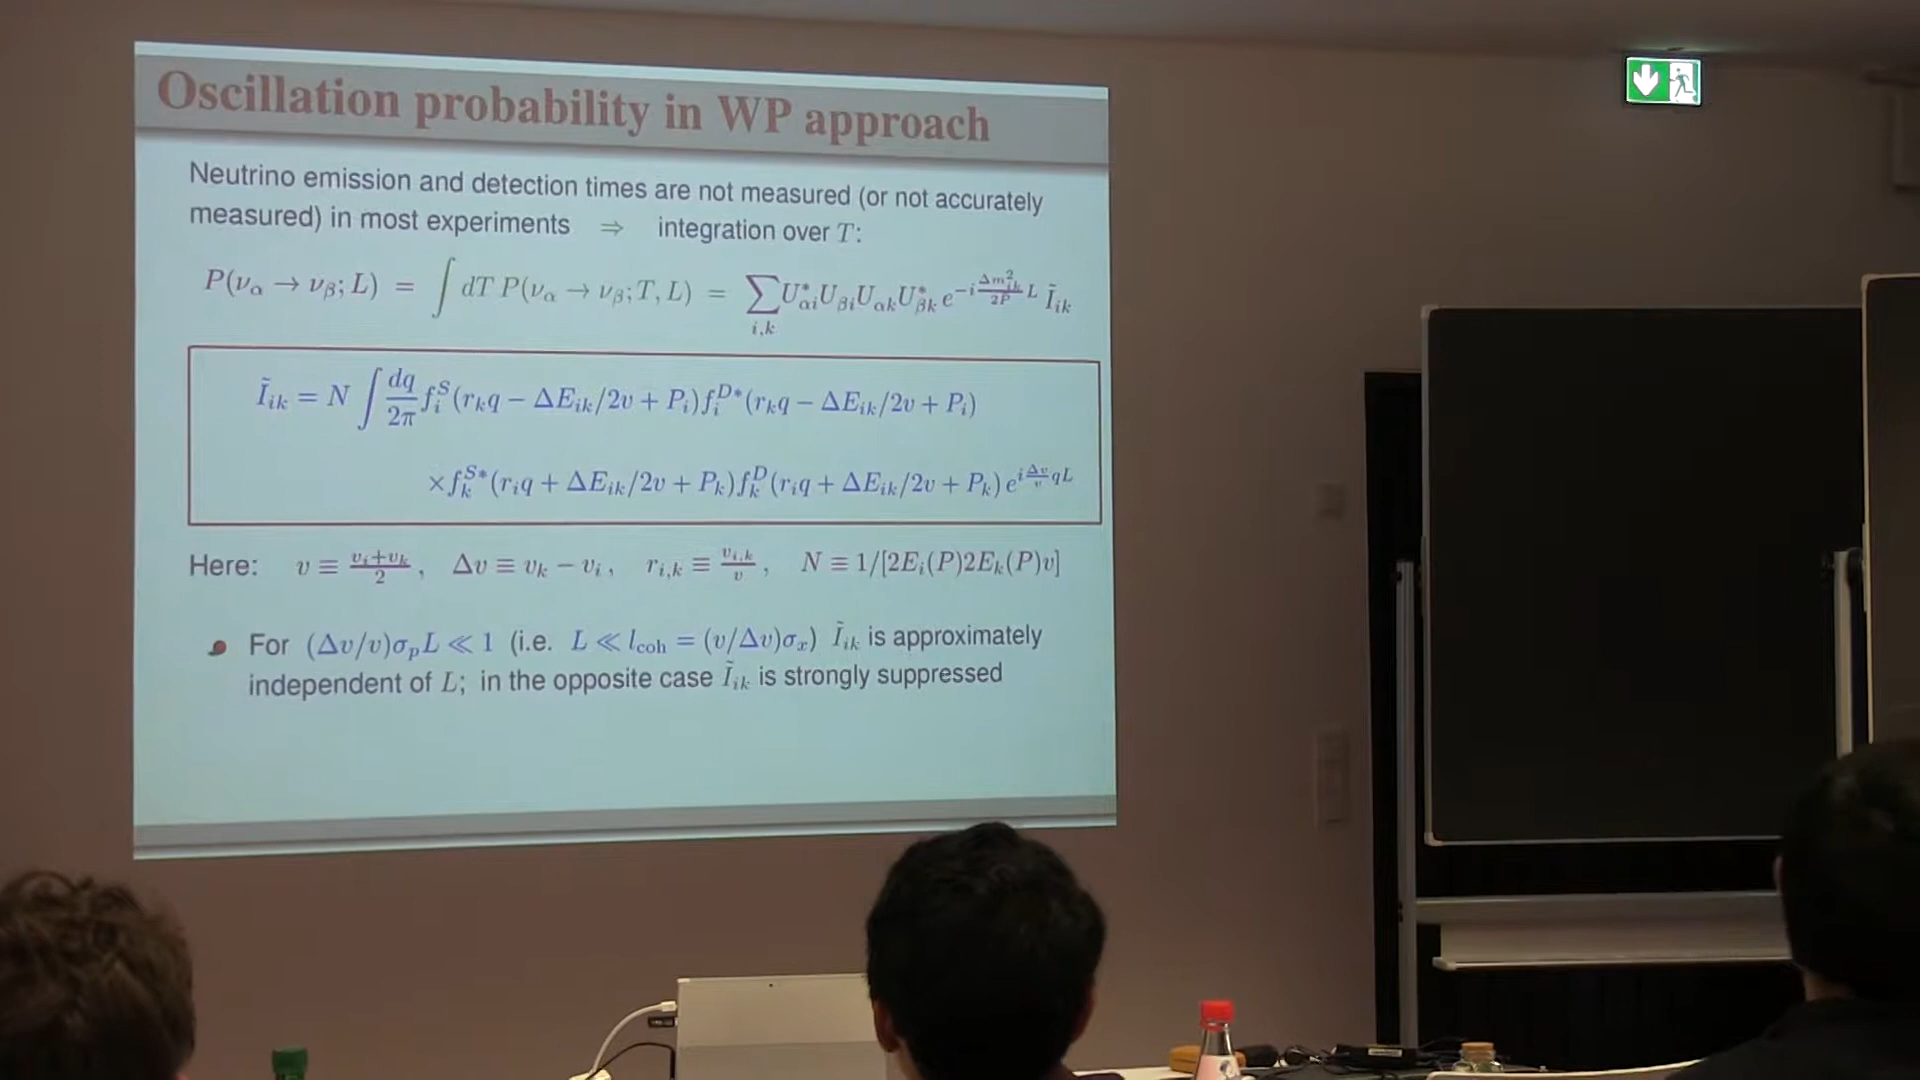 Oscillation probability in WP approach
Neutrino emission and detection times are not measured (or not accurately
measured) in most experiments ⇒ integration over T:
P(ν_α → ν_β; L) = ∫ dT P(ν_α → ν_β; T, L) = Σ_{i,k} U*_{αi} U_{βi} U_{αk} U*_{βk} e^{-i (Δm²_{ik}/2P) L} Ĩ_{ik}
Ĩ_{ik} = N ∫ dq/2π f_i^S(r_k q − ΔE_{ik}/2v + P_i) f_i^{D*}(r_k q − ΔE_{ik}/2v + P_i)
× f_k^{S*}(r_i q + ΔE_{ik}/2v + P_k) f_k^D(r_i q + ΔE_{ik}/2v + P_k) e^{i (Δv/v) qL}
Here: v ≡ (v_i+v_k)/2 , Δv ≡ v_k − v_i , r_{i,k} ≡ v_{i,k}/v , N ≡ 1/[2E_i(P)2E_k(P)v]
For (Δv/v)σ_p L ≪ 1 (i.e. L ≪ l_coh = (v/Δv)σ_x) Ĩ_{ik} is approximately
independent of L; in the opposite case Ĩ_{ik} is strongly suppressed